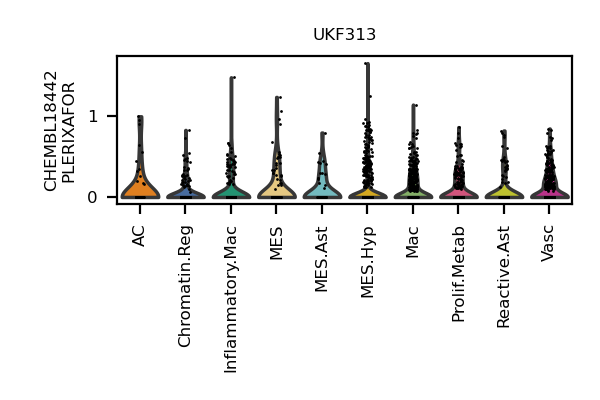 UKF313
CHEMBL18442
PLERIXAFOR
1
0
AC
Chromatin.Reg
Inflammatory.Mac
MES
MES.Ast
MES.Hyp
Mac
Prolif.Metab
Reactive.Ast
Vasc